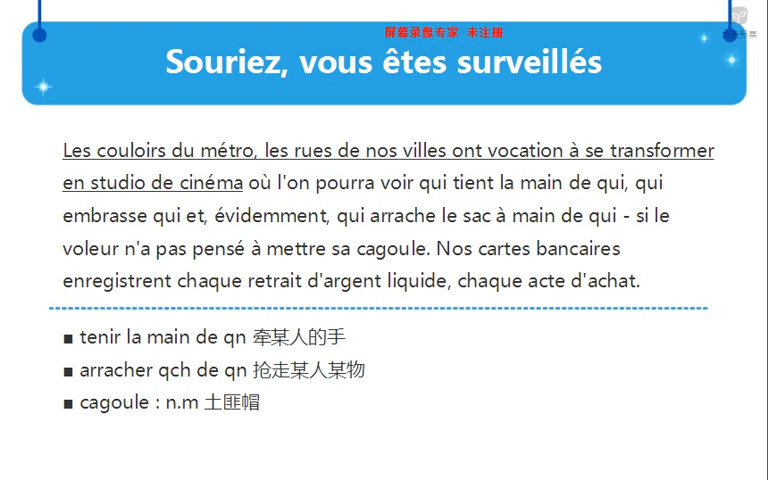 屏幕录像专家 未注册
Souriez, vous êtes surveillés
Les couloirs du métro, les rues de nos villes ont vocation à se transformer
en studio de cinéma où l'on pourra voir qui tient la main de qui, qui
embrasse qui et, évidemment, qui arrache le sac à main de qui - si le
voleur n'a pas pensé à mettre sa cagoule. Nos cartes bancaires
enregistrent chaque retrait d'argent liquide, chaque acte d'achat.
■ tenir la main de qn 牵某人的手
■ arracher qch de qn 抢走某人某物
■ cagoule : n.m 土匪帽